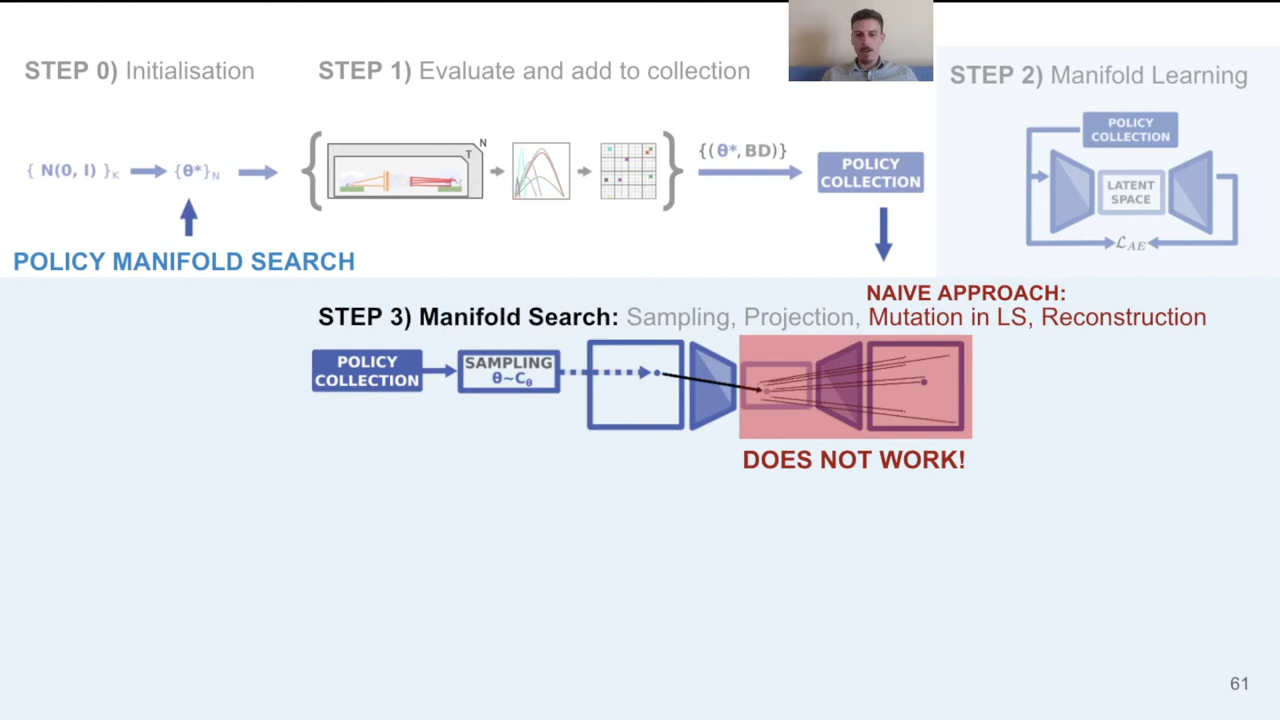 STEP 0) Initialisation
STEP 1) Evaluate and add to collection
STEP 2) Manifold Learning
{ N(0, I) }K
{θ*}N
N
T
{(θ*, BD)}
POLICY
COLLECTION
POLICY
COLLECTION
LATENT
SPACE
ℒAE
POLICY MANIFOLD SEARCH
NAIVE APPROACH:
STEP 3) Manifold Search: Sampling, Projection, Mutation in LS, Reconstruction
POLICY
COLLECTION
SAMPLING
θ~Cθ
DOES NOT WORK!
61